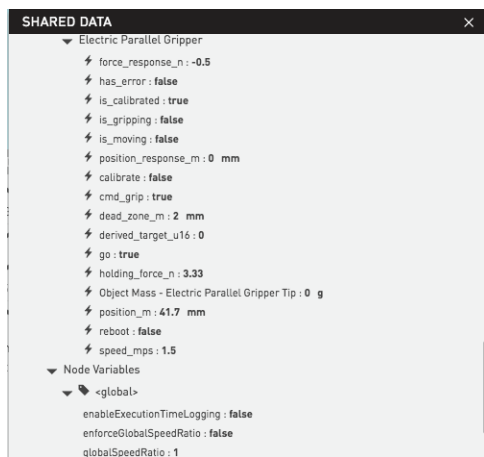 SHARED DATA
Electric Parallel Gripper
force_response_n : -0.5
has_error : false
is_calibrated : true
is_gripping : false
is_moving : false
position_response_m : 0 mm
calibrate : false
cmd_grip : true
dead_zone_m : 2 mm
derived_target_u16 : 0
go : true
holding_force_n : 3.33
Object Mass - Electric Parallel Gripper Tip : 0 g
position_m : 41.7 mm
reboot : false
speed_mps : 1.5
Node Variables
<global>
enableExecutionTimeLogging : false
enforceGlobalSpeedRatio : false
globalSpeedRatio : 1